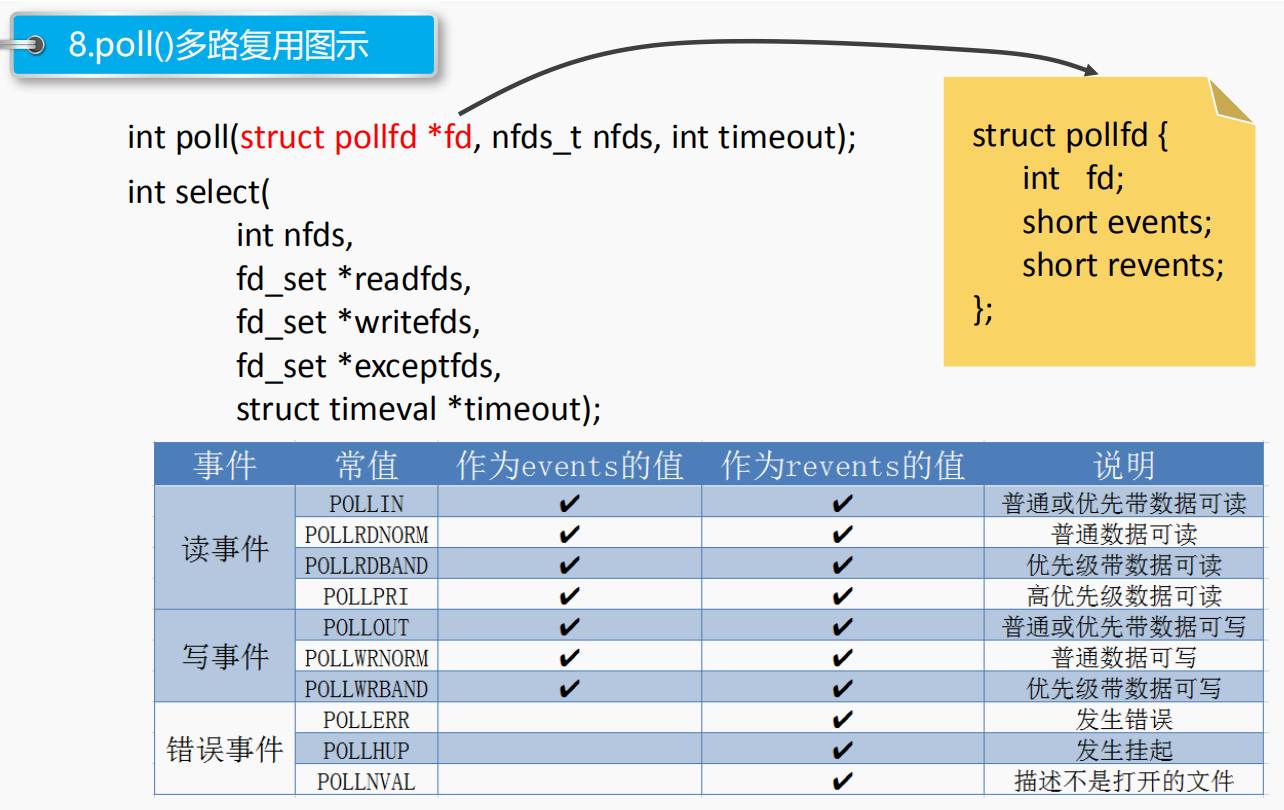 8.poll()多路复用图示
int poll(struct pollfd *fd, nfds_t nfds, int timeout);
int select(
int nfds,
fd_set *readfds,
fd_set *writefds,
fd_set *exceptfds,
struct timeval *timeout);
struct pollfd {
int fd;
short events;
short revents;
};
事件 常值 作为events的值 作为revents的值 说明
读事件
POLLIN ✔ ✔ 普通或优先带数据可读
POLLRDNORM ✔ ✔ 普通数据可读
POLLRDBAND ✔ ✔ 优先级带数据可读
POLLPRI ✔ ✔ 高优先级数据可读
写事件
POLLOUT ✔ ✔ 普通或优先带数据可写
POLLWRNORM ✔ ✔ 普通数据可写
POLLWRBAND ✔ ✔ 优先级带数据可写
错误事件
POLLERR ✔ 发生错误
POLLHUP ✔ 发生挂起
POLLNVAL ✔ 描述不是打开的文件